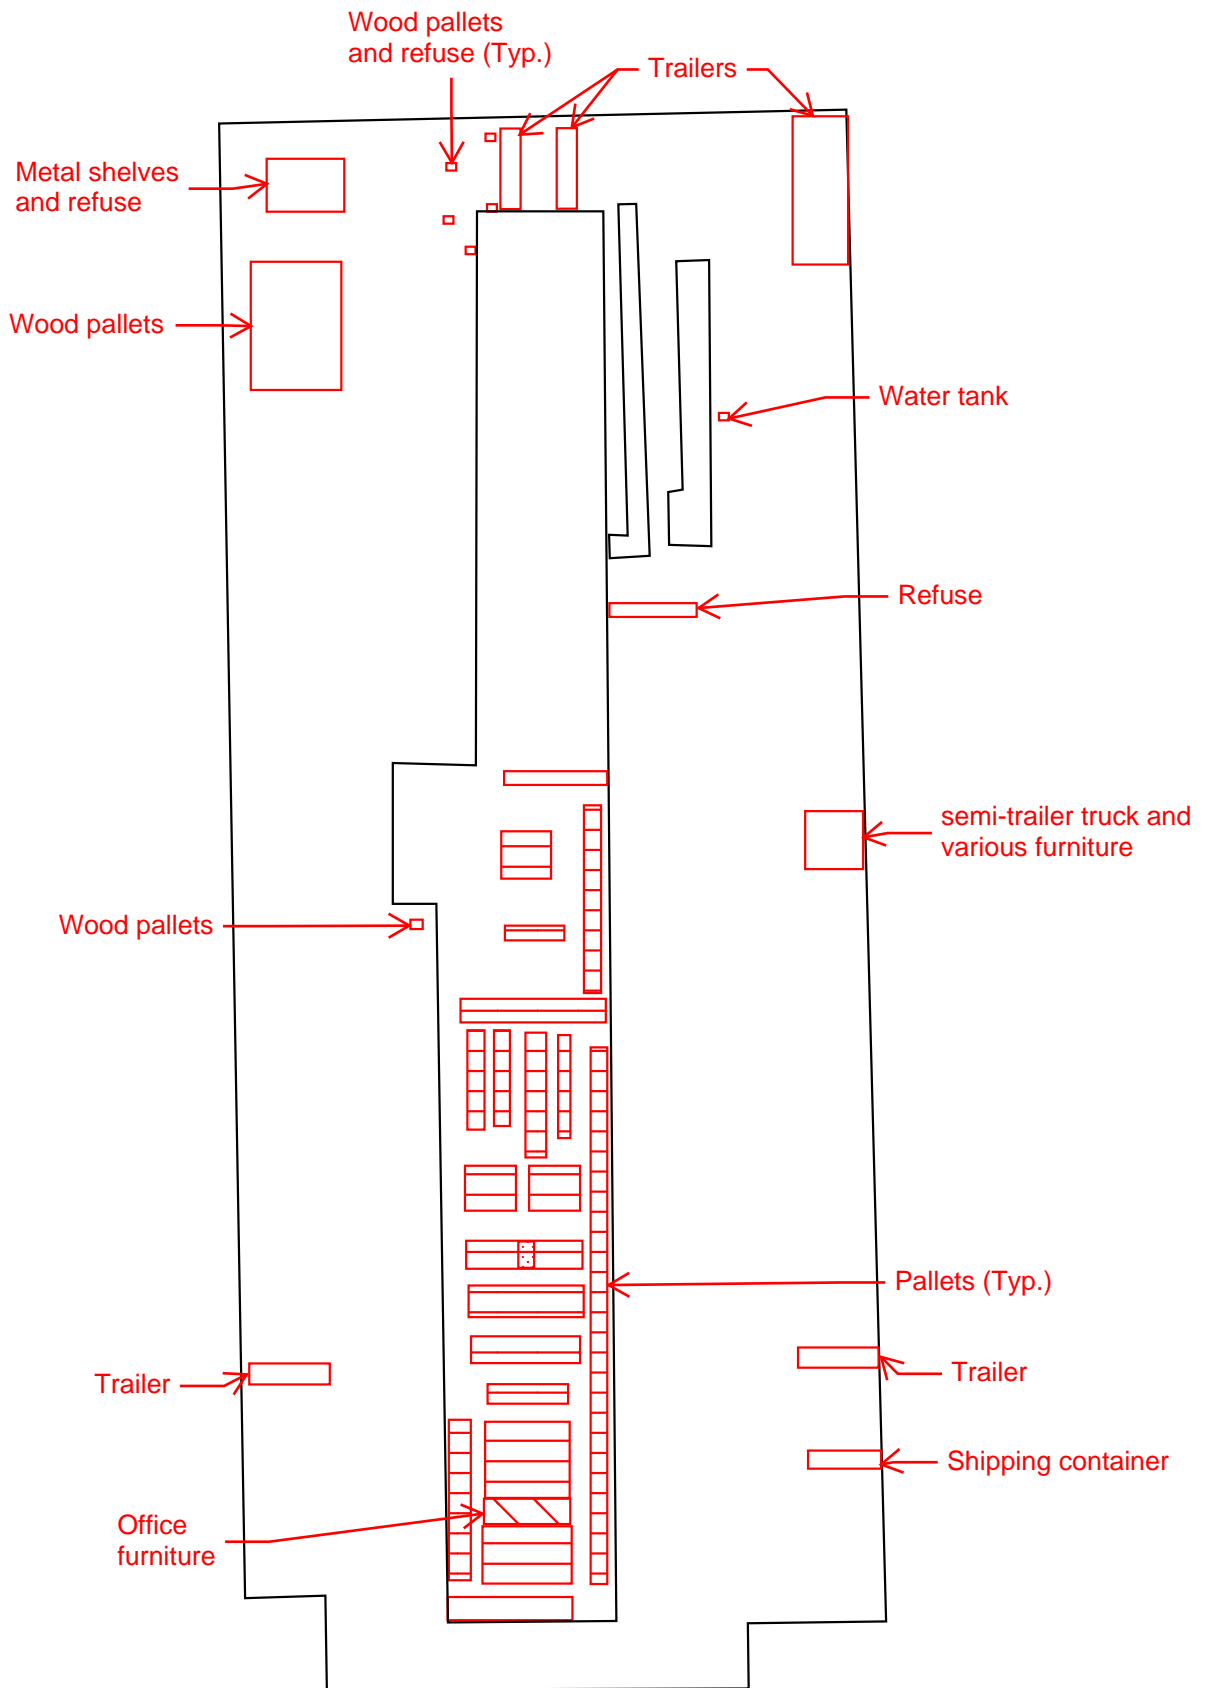 Wood pallets
and refuse (Typ.)
Trailers
Metal shelves
and refuse
Wood pallets
Water tank
Refuse
semi-trailer truck and
various furniture
Wood pallets
Pallets (Typ.)
Trailer
Trailer
Shipping container
Office
furniture